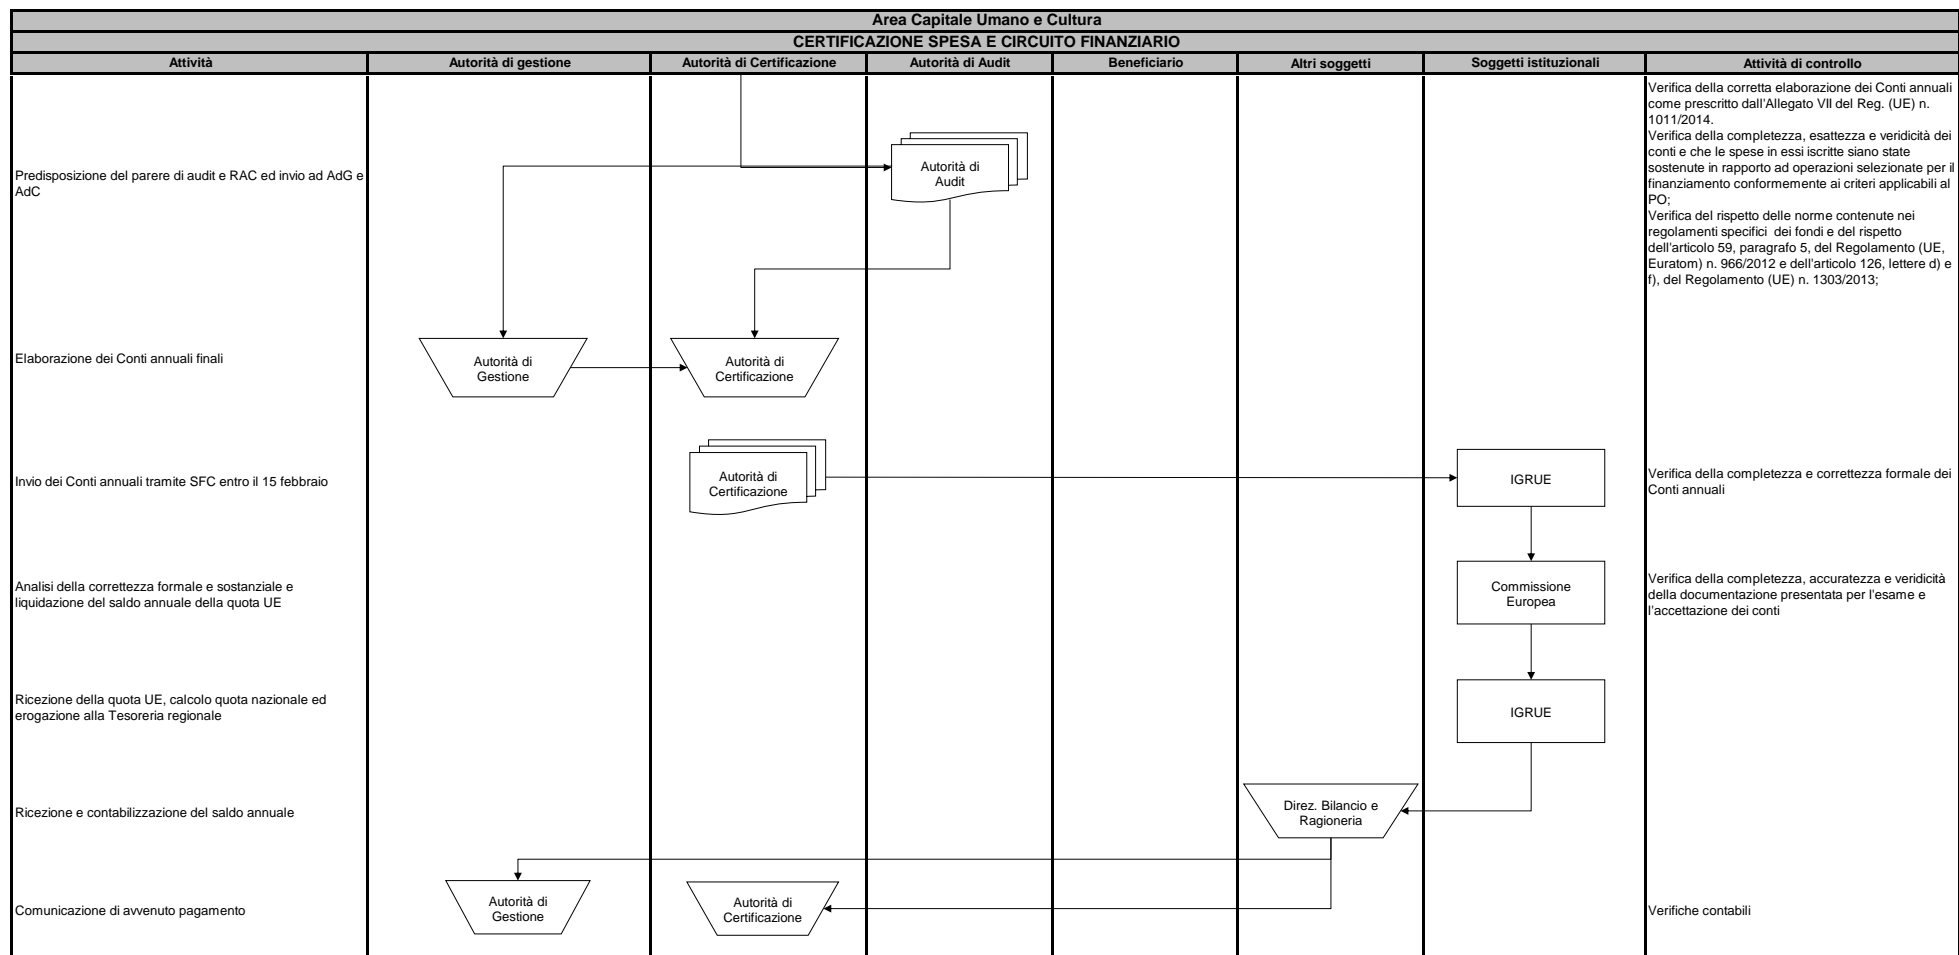 Area Capitale Umano e Cultura
CERTIFICAZIONE SPESA E CIRCUITO FINANZIARIO
Attività
Autorità di gestione
Autorità di Certificazione
Autorità di Audit
Beneficiario
Altri soggetti
Soggetti istituzionali
Attività di controllo
Predisposizione del parere di audit e RAC ed invio ad AdG e
AdC
Autorità di
Audit
Verifica della corretta elaborazione dei Conti annuali
come prescritto dall'Allegato VII del Reg. (UE) n.
1011/2014.
Verifica della completezza, esattezza e veridicità dei
conti e che le spese in essi iscritte siano state
sostenute in rapporto ad operazioni selezionate per il
finanziamento conformemente ai criteri applicabili al
PO;
Verifica del rispetto delle norme contenute nei
regolamenti specifici dei fondi e del rispetto
dell'articolo 59, paragrafo 5, del Regolamento (UE,
Euratom) n. 966/2012 e dell'articolo 126, lettere d) e
f), del Regolamento (UE) n. 1303/2013;
Elaborazione dei Conti annuali finali
Autorità di
Gestione
Autorità di
Certificazione
Invio dei Conti annuali tramite SFC entro il 15 febbraio
Autorità di
Certificazione
IGRUE
Verifica della completezza e correttezza formale dei
Conti annuali
Analisi della correttezza formale e sostanziale e
liquidazione del saldo annuale della quota UE
Commissione
Europea
Verifica della completezza, accuratezza e veridicità
della documentazione presentata per l'esame e
l'accettazione dei conti
Ricezione della quota UE, calcolo quota nazionale ed
erogazione alla Tesoreria regionale
IGRUE
Ricezione e contabilizzazione del saldo annuale
Direz. Bilancio e
Ragioneria
Comunicazione di avvenuto pagamento
Autorità di
Gestione
Autorità di
Certificazione
Verifiche contabili